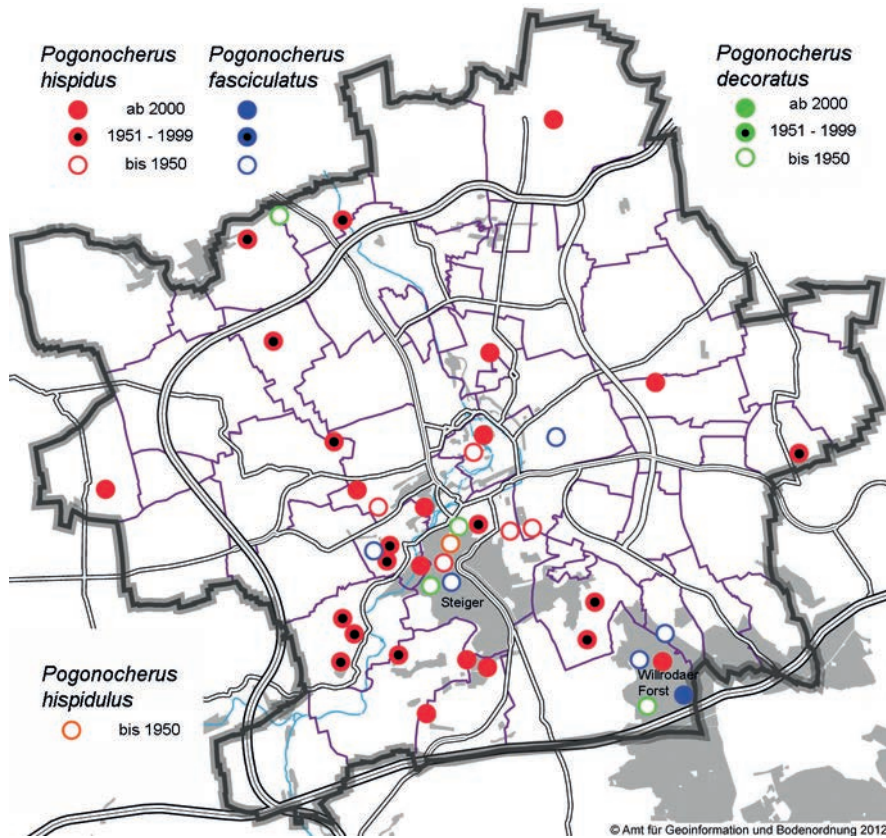 Pogonocherus
hispidus
ab 2000
1951 - 1999
bis 1950
Pogonocherus
fasciculatus
Pogonocherus
decoratus
ab 2000
1951 - 1999
bis 1950
Steiger
Willrodaer
Forst
Pogonocherus
hispidulus
bis 1950
© Amt für Geoinformation und Bodenordnung 2012